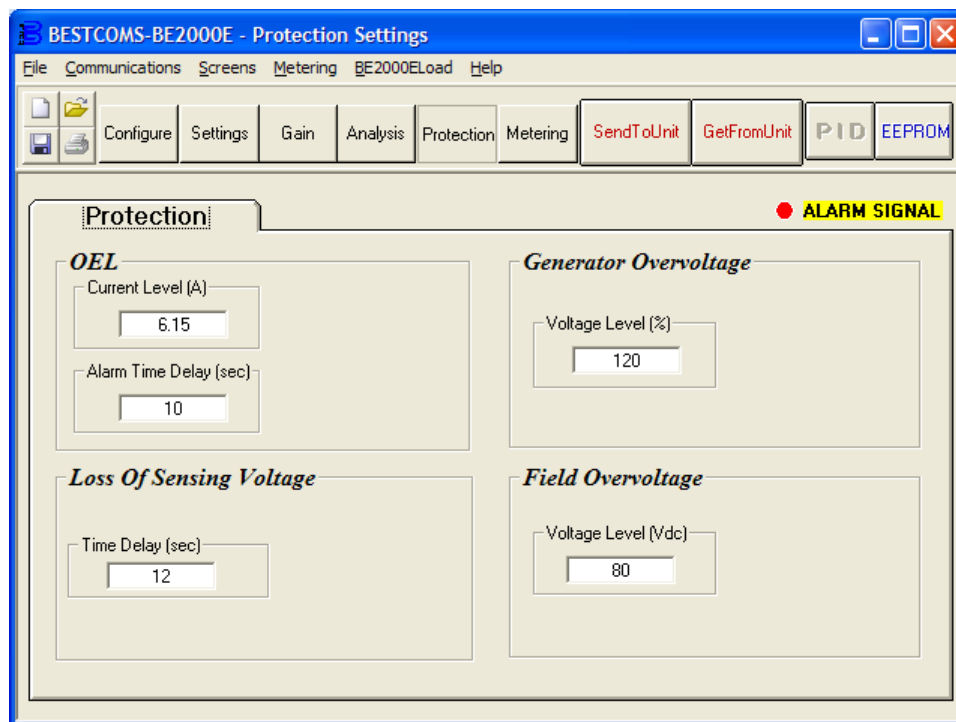 BESTCOMS-BE2000E - Protection Settings
File Communications Screens Metering BE2000ELoad Help
Configure Settings Gain Analysis Protection Metering SendToUnit GetFromUnit PID EEPROM
Protection
ALARM SIGNAL
OEL
Current Level (A)
6.15
Alarm Time Delay (sec)
10
Generator Overvoltage
Voltage Level (%)
120
Loss Of Sensing Voltage
Time Delay (sec)
12
Field Overvoltage
Voltage Level (Vdc)
80